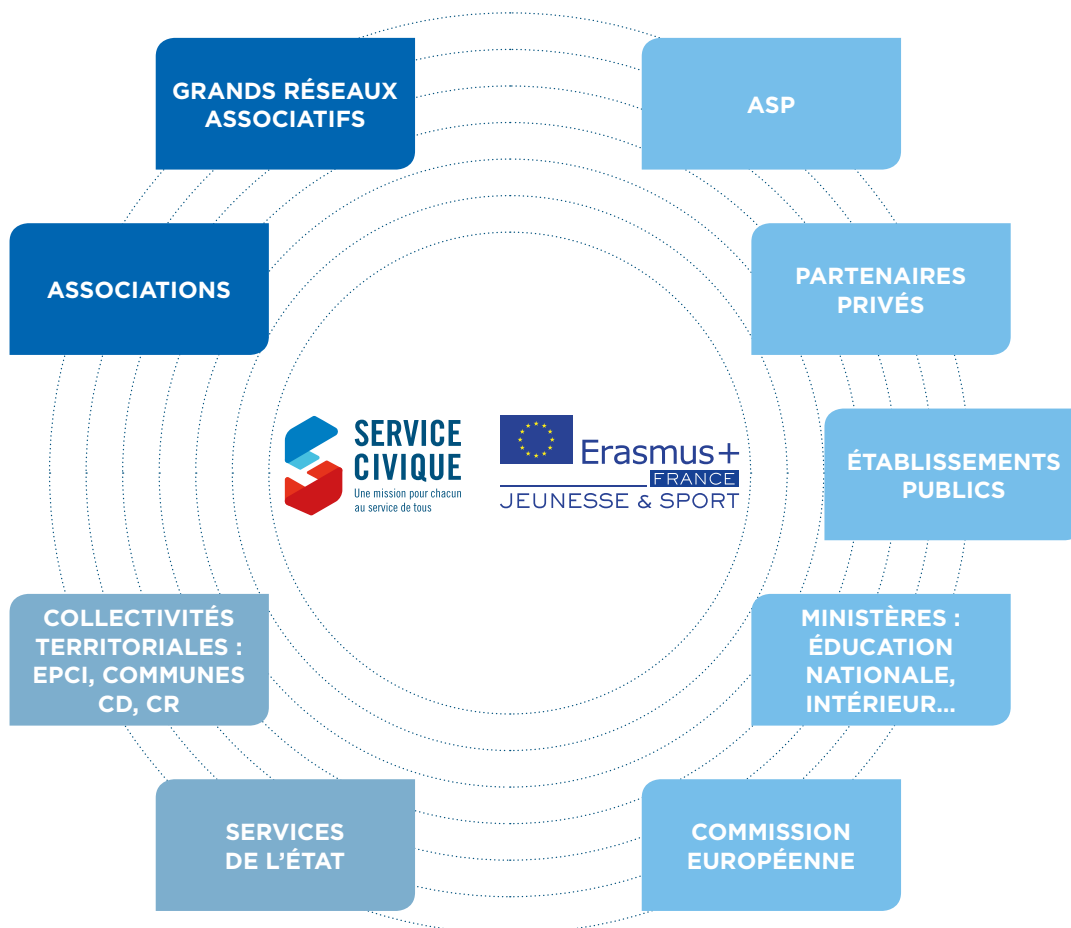 GRANDS RÉSEAUX
ASSOCIATIFS
ASP
ASSOCIATIONS
PARTENAIRES
PRIVÉS
SERVICE
CIVIQUE
Une mission pour chacun
au service de tous
Erasmus+
FRANCE
JEUNESSE & SPORT
ÉTABLISSEMENTS
PUBLICS
COLLECTIVITÉS
TERRITORIALES :
EPCI, COMMUNES
CD, CR
MINISTÈRES :
ÉDUCATION
NATIONALE,
INTÉRIEUR...
SERVICES
DE L’ÉTAT
COMMISSION
EUROPÉENNE